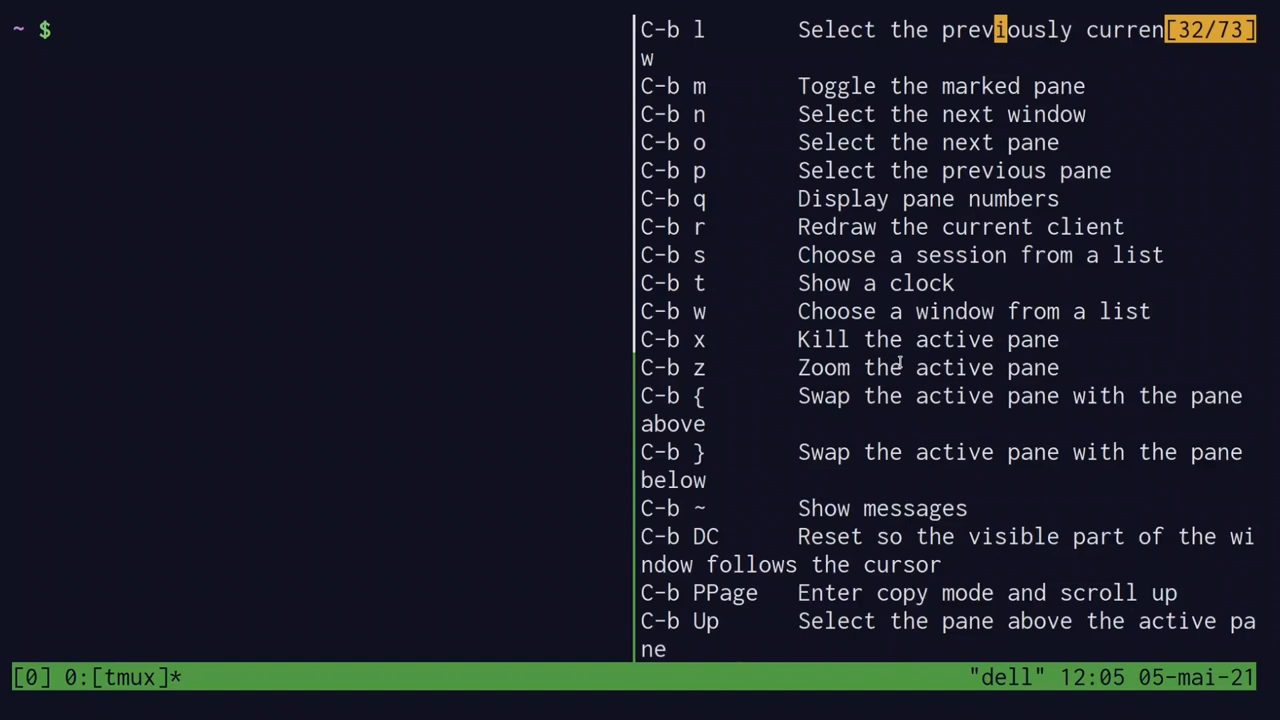 ~ $
C-b l       Select the previously curren[32/73]
w
C-b m       Toggle the marked pane
C-b n       Select the next window
C-b o       Select the next pane
C-b p       Select the previous pane
C-b q       Display pane numbers
C-b r       Redraw the current client
C-b s       Choose a session from a list
C-b t       Show a clock
C-b w       Choose a window from a list
C-b x       Kill the active pane
C-b z       Zoom the active pane
C-b {       Swap the active pane with the pane
above
C-b }       Swap the active pane with the pane
below
C-b ~       Show messages
C-b DC      Reset so the visible part of the wi
ndow follows the cursor
C-b PPage   Enter copy mode and scroll up
C-b Up      Select the pane above the active pa
ne
[0] 0:[tmux]* "dell" 12:05 05-mai-21